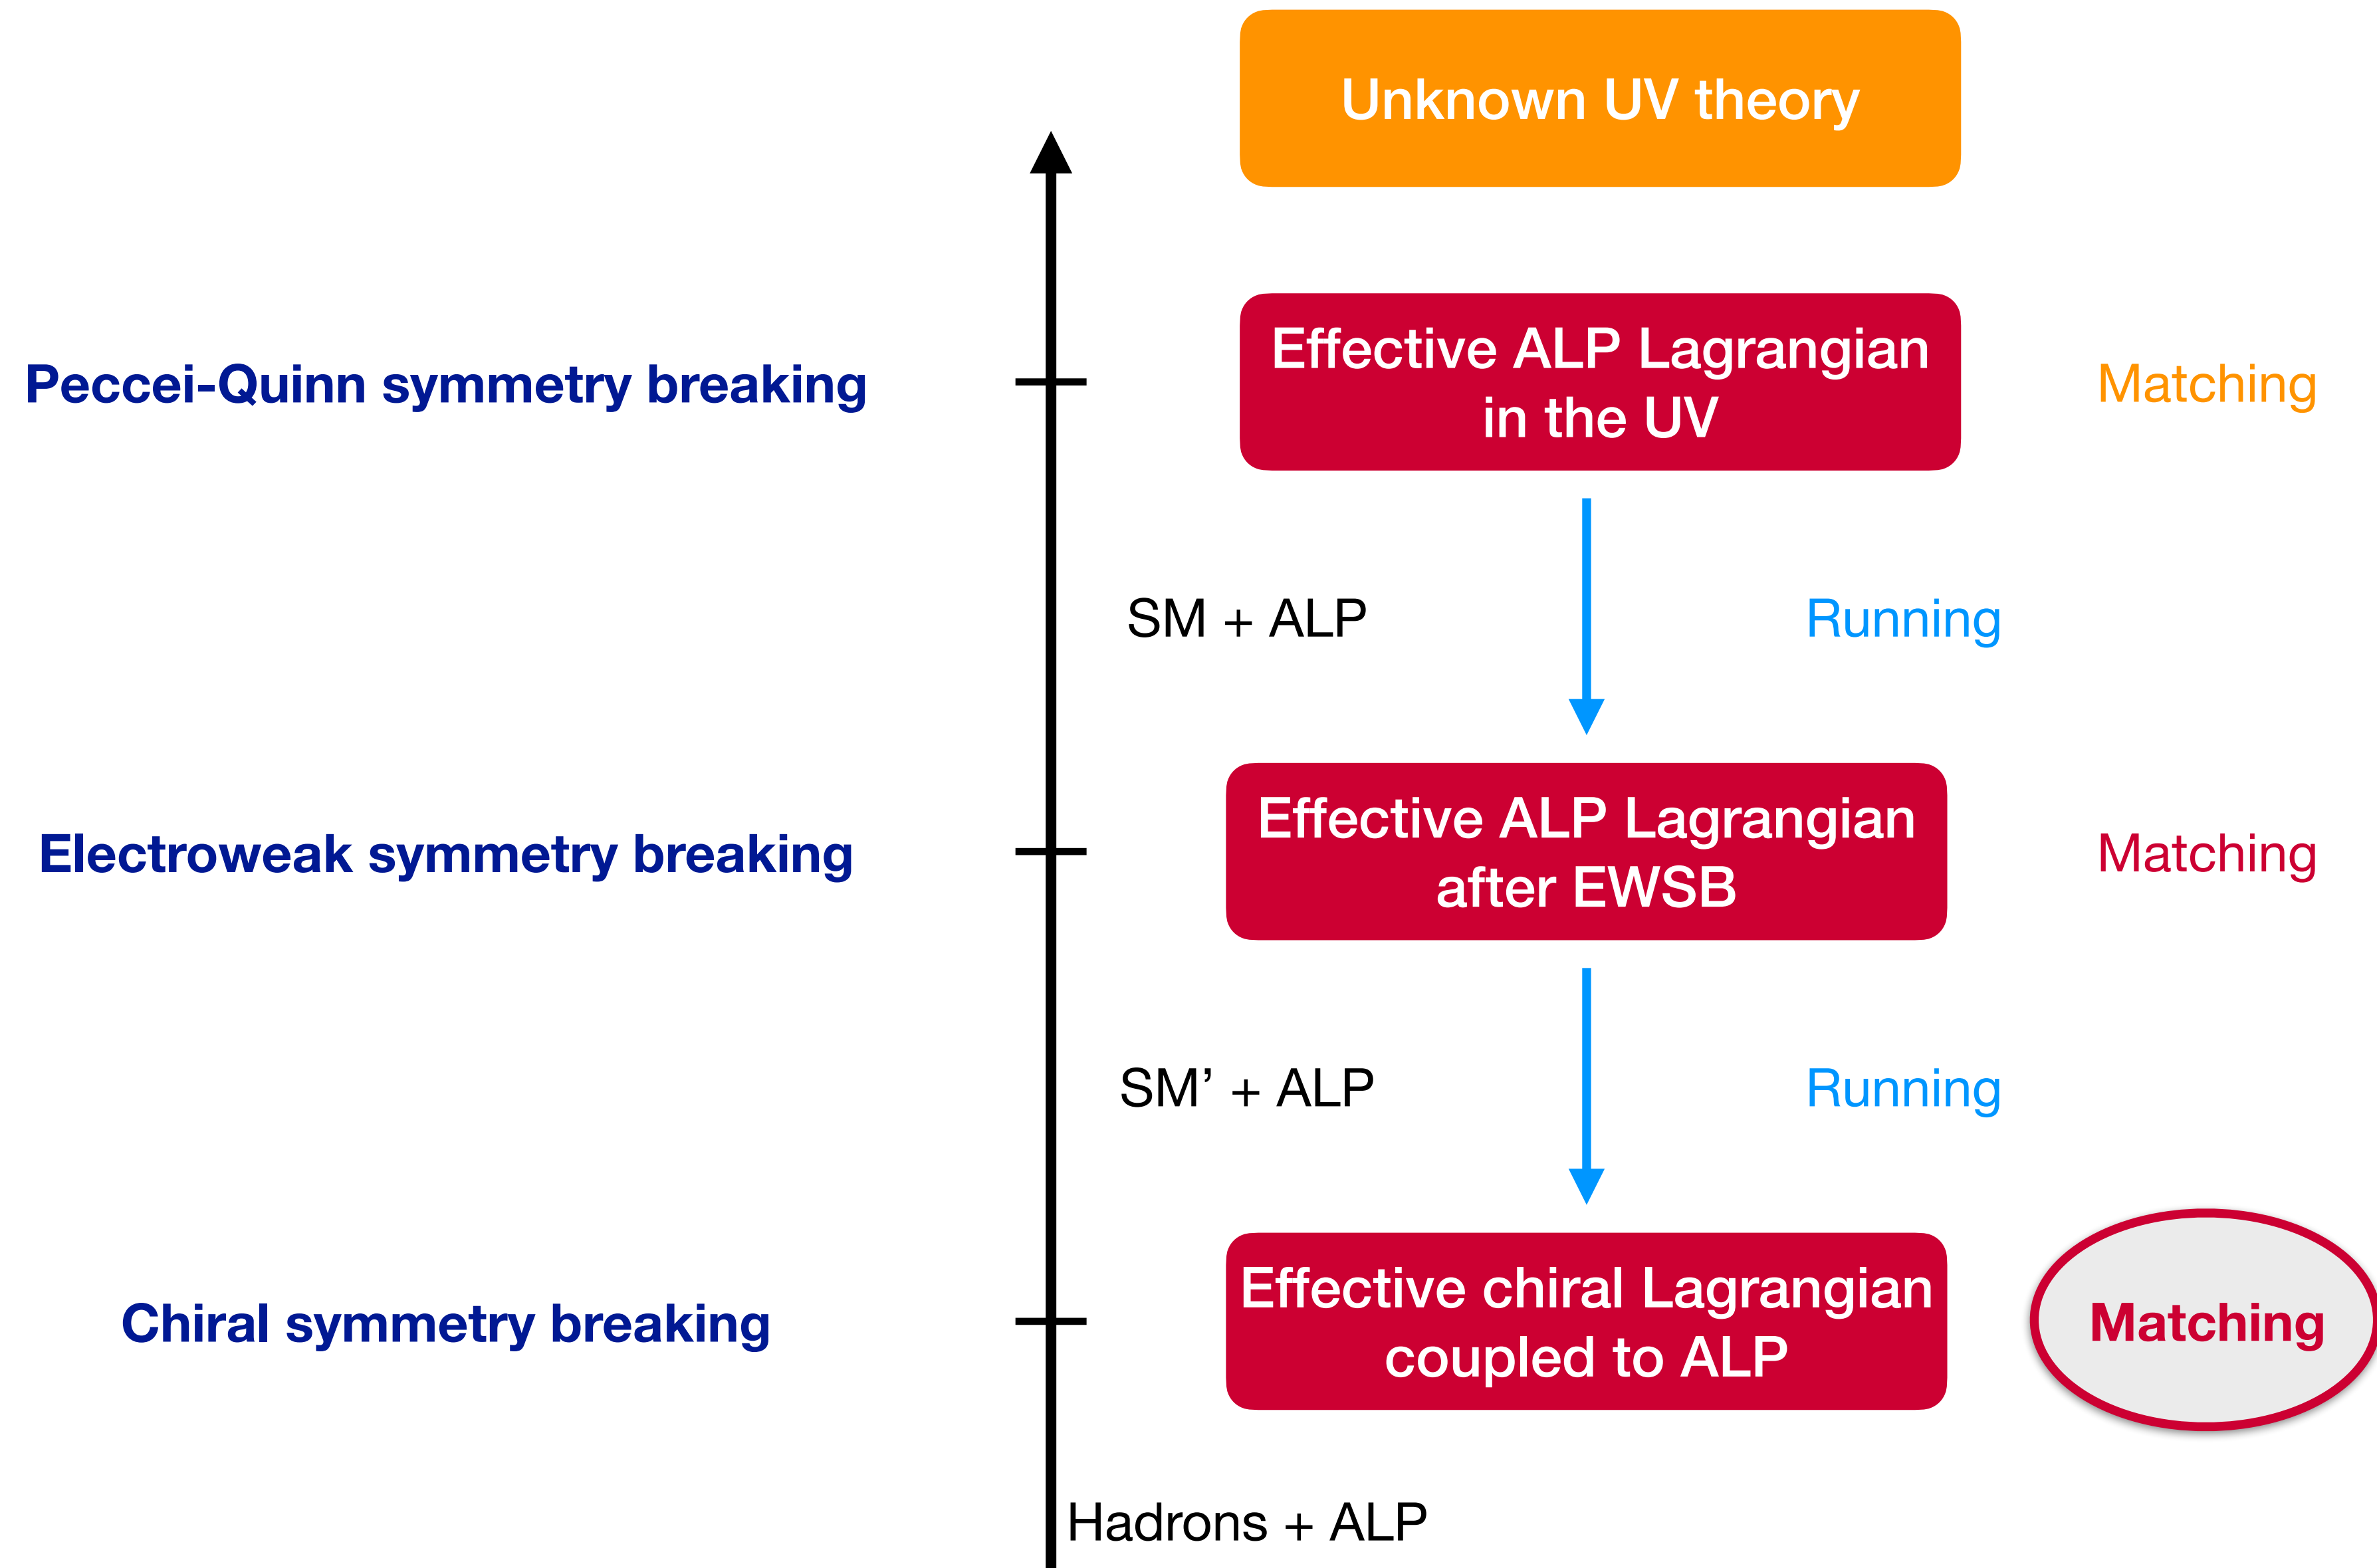 Unknown UV theory
Peccei-Quinn symmetry breaking
Effective ALP Lagrangian
in the UV
Matching
SM + ALP
Running
Electroweak symmetry breaking
Effective ALP Lagrangian
after EWSB
Matching
SM’ + ALP
Running
Chiral symmetry breaking
Effective chiral Lagrangian
coupled to ALP
Matching
Hadrons + ALP